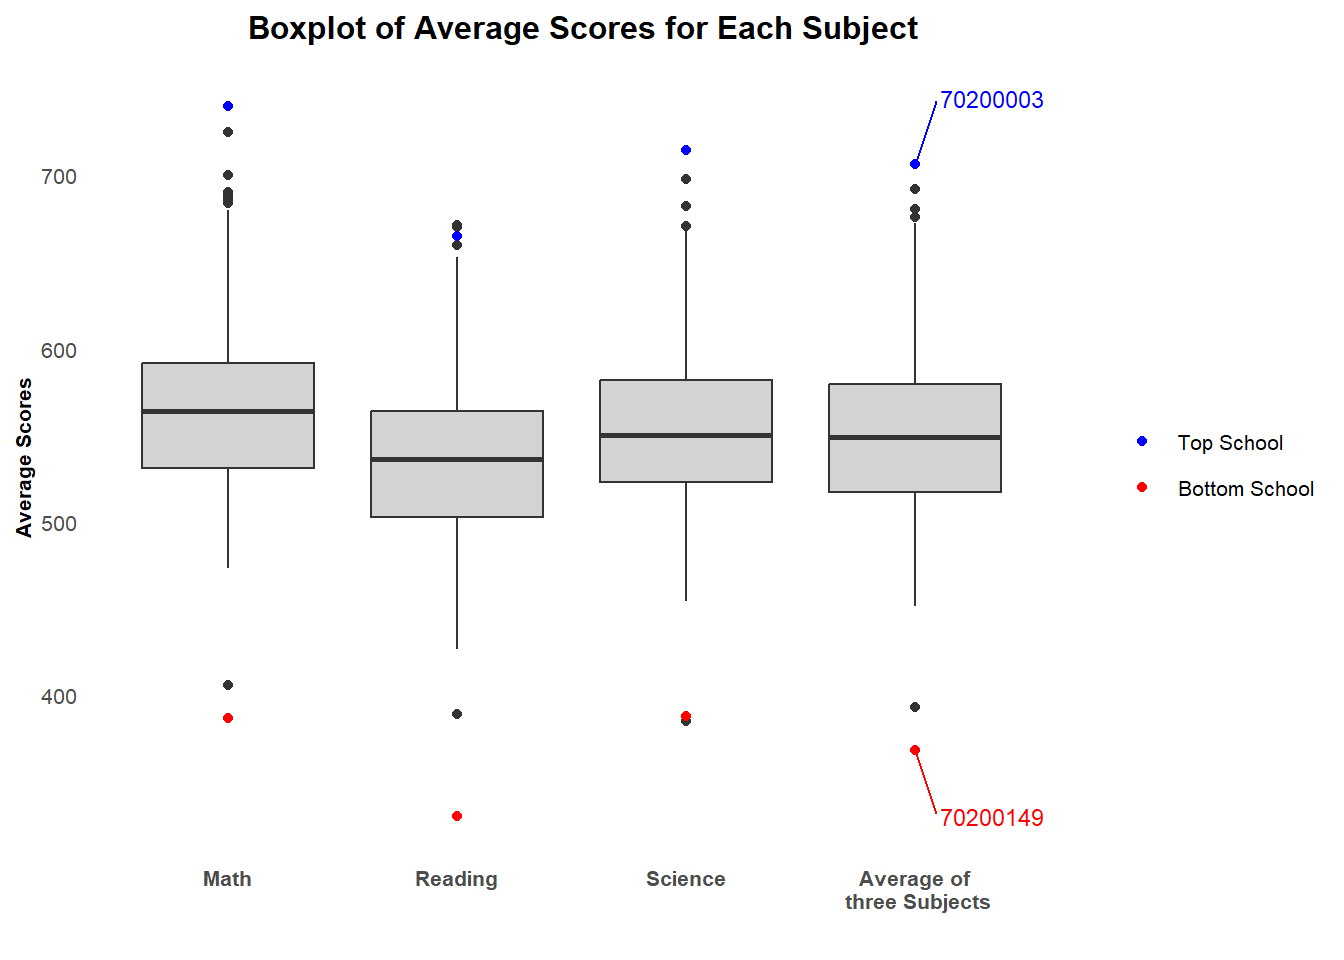 Boxplot of Average Scores for Each Subject
70200003
700
600
500
400
Average Scores
Top School
Bottom School
70200149
Math
Reading
Science
Average of
three Subjects